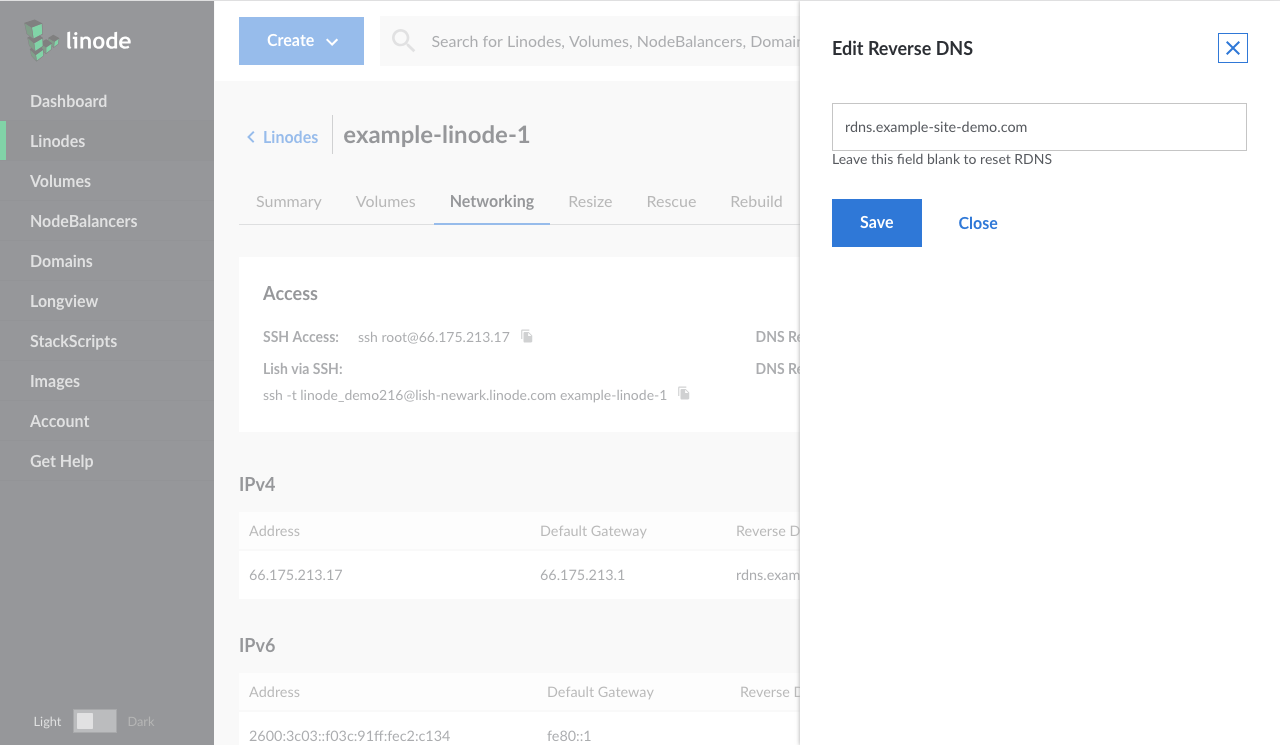 linode
Dashboard
Linodes
Volumes
NodeBalancers
Domains
Longview
StackScripts
Images
Account
Get Help
Light Dark
Create
Search for Linodes, Volumes, NodeBalancers, Domain
Linodes example-linode-1
Summary Volumes Networking Resize Rescue Rebuild
Access
SSH Access: ssh root@66.175.213.17 DNS Re
Lish via SSH: DNS Re
ssh -t linode_demo216@lish-newark.linode.com example-linode-1
IPv4
Address Default Gateway Reverse D
66.175.213.17 66.175.213.1 rdns.exam
IPv6
Address Default Gateway Reverse D
2600:3c03::f03c:91ff:fec2:c134 fe80::1
Edit Reverse DNS
rdns.example-site-demo.com
Leave this field blank to reset RDNS
Save Close